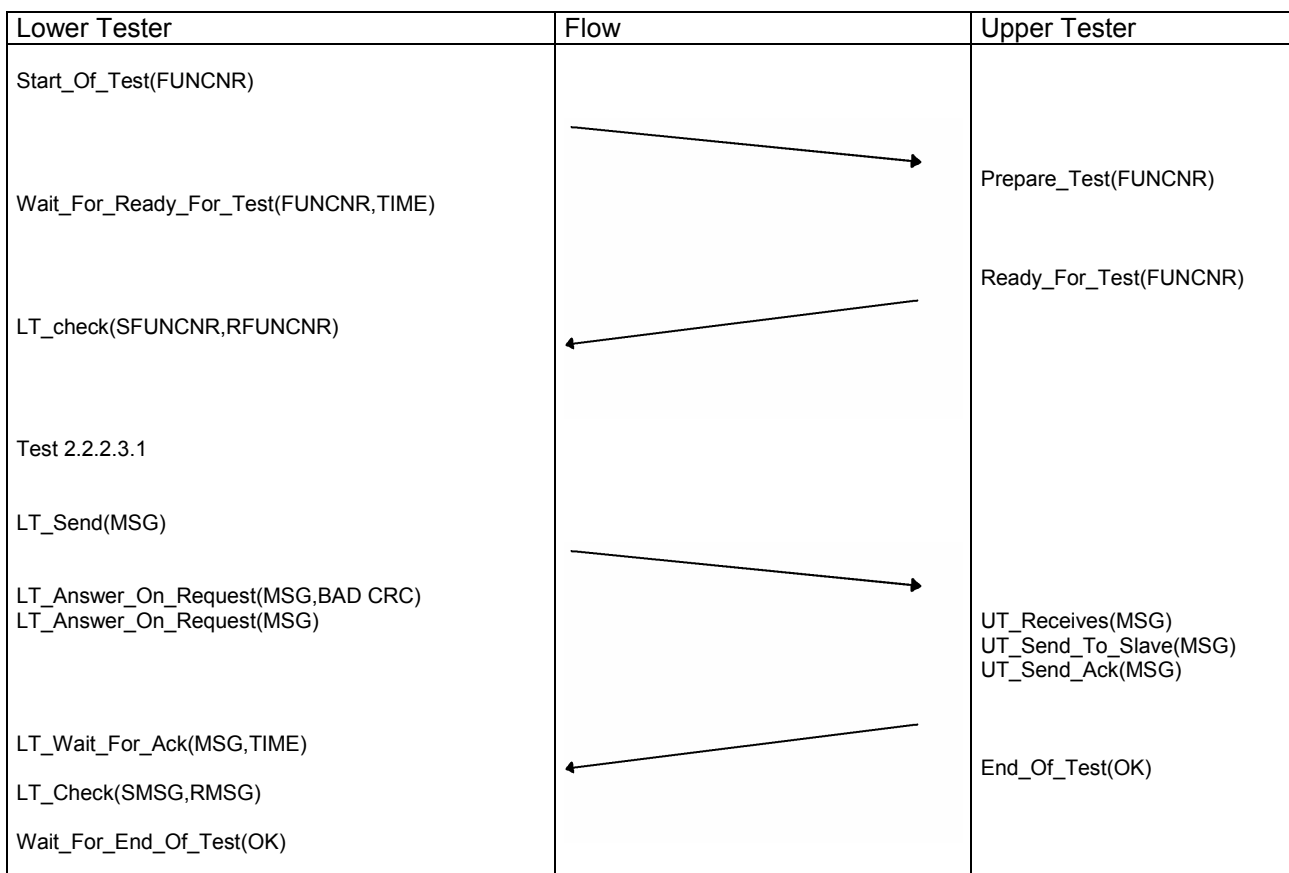 Lower Tester
Flow
Upper Tester
Start_Of_Test(FUNCNR)
Prepare_Test(FUNCNR)
Wait_For_Ready_For_Test(FUNCNR,TIME)
Ready_For_Test(FUNCNR)
LT_check(SFUNCNR,RFUNCNR)
Test 2.2.2.3.1
LT_Send(MSG)
LT_Answer_On_Request(MSG,BAD CRC)
LT_Answer_On_Request(MSG)
UT_Receives(MSG)
UT_Send_To_Slave(MSG)
UT_Send_Ack(MSG)
LT_Wait_For_Ack(MSG,TIME)
End_Of_Test(OK)
LT_Check(SMSG,RMSG)
Wait_For_End_Of_Test(OK)